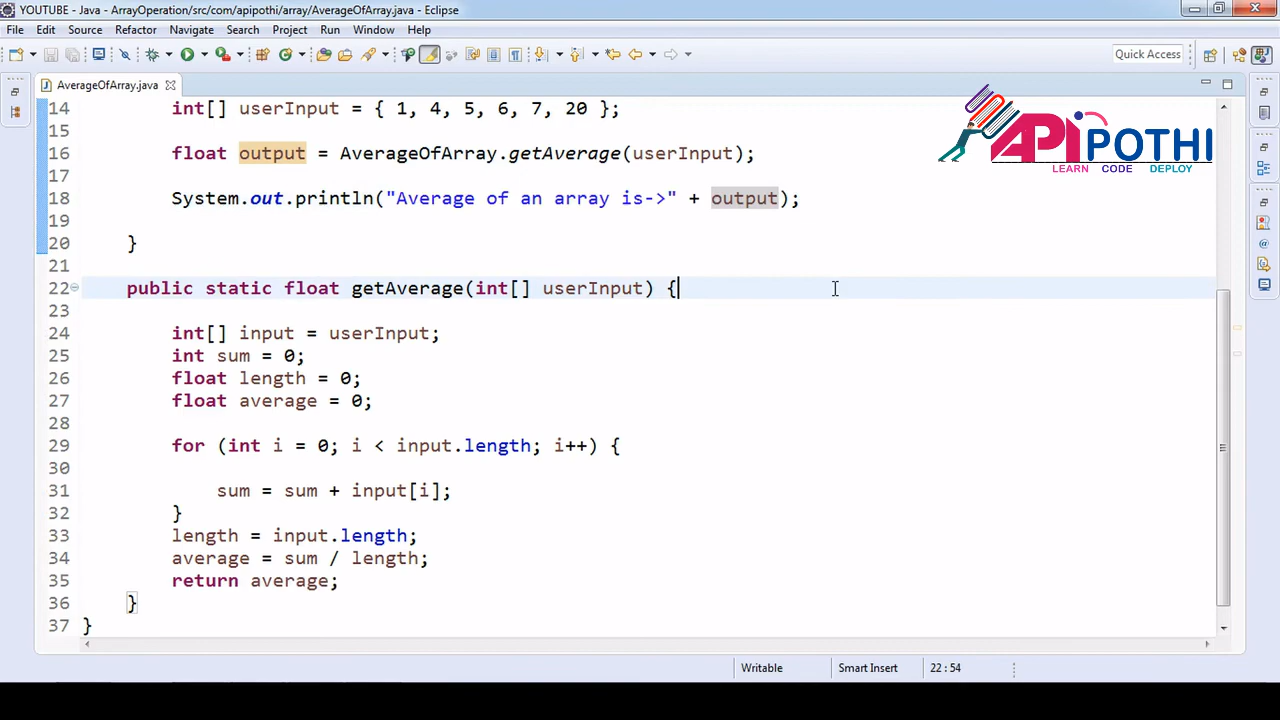 YOUTUBE - Java - ArrayOperation/src/com/apipothi/array/AverageOfArray.java - Eclipse
File Edit Source Refactor Navigate Search Project Run Window Help
Quick Access
AverageOfArray.java
14 int[] userInput = { 1, 4, 5, 6, 7, 20 };
15
16 float output = AverageOfArray.getAverage(userInput);
17
18 System.out.println("Average of an array is->" + output);
19
20 }
21
22 public static float getAverage(int[] userInput) {
23
24 int[] input = userInput;
25 int sum = 0;
26 float length = 0;
27 float average = 0;
28
29 for (int i = 0; i < input.length; i++) {
30
31 sum = sum + input[i];
32 }
33 length = input.length;
34 average = sum / length;
35 return average;
36 }
37 }
APIPOTHI
LEARN CODE DEPLOY
Writable Smart Insert 22 : 54